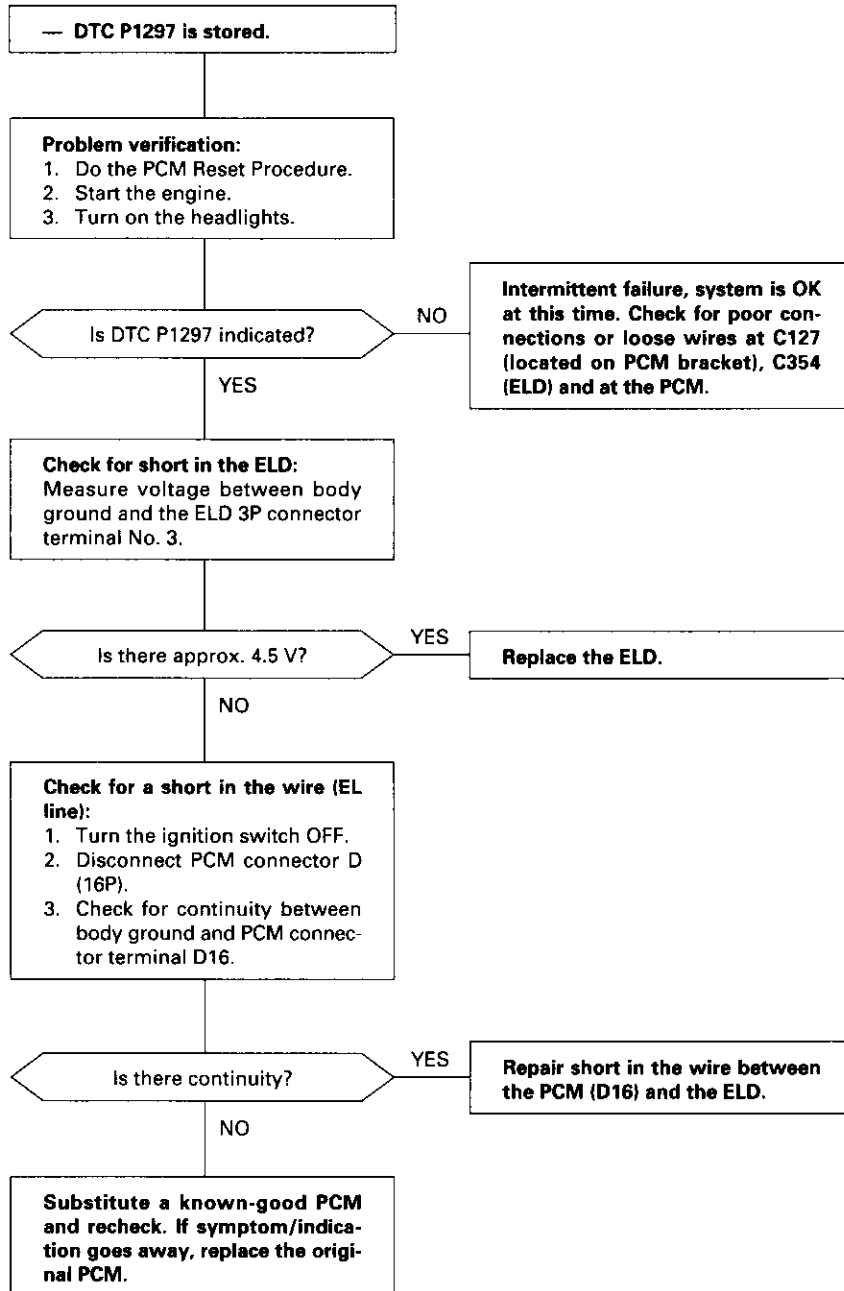 — DTC P1297 is stored.
Problem verification:
1. Do the PCM Reset Procedure.
2. Start the engine.
3. Turn on the headlights.
Is DTC P1297 indicated?
NO
Intermittent failure, system is OK
at this time. Check for poor con-
nections or loose wires at C127
(located on PCM bracket), C354
(ELD) and at the PCM.
YES
Check for short in the ELD:
Measure voltage between body
ground and the ELD 3P connector
terminal No. 3.
Is there approx. 4.5 V?
YES
Replace the ELD.
NO
Check for a short in the wire (EL
line):
1. Turn the ignition switch OFF.
2. Disconnect PCM connector D
(16P).
3. Check for continuity between
body ground and PCM connec-
tor terminal D16.
Is there continuity?
YES
Repair short in the wire between
the PCM (D16) and the ELD.
NO
Substitute a known-good PCM
and recheck. If symptom/indica-
tion goes away, replace the origi-
nal PCM.